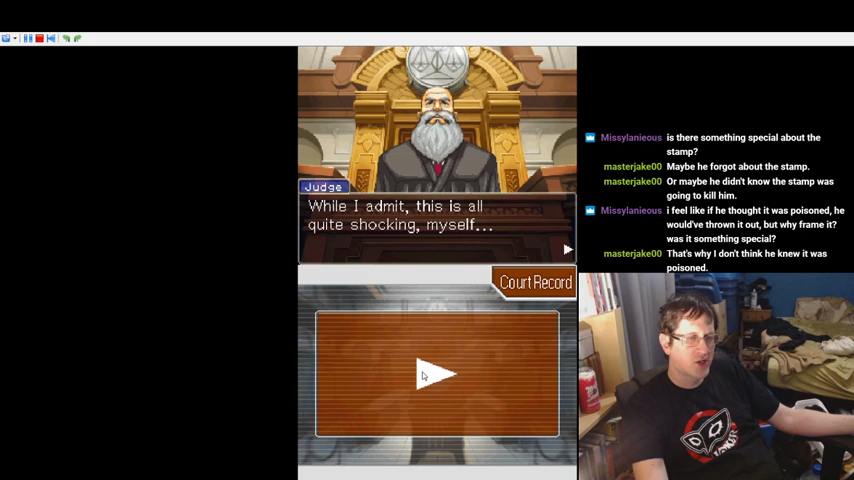 Judge
While I admit, this is all
quite shocking, myself...
Court Record
Missylanieous is there something special about the
stamp?
masterjake00 Maybe he forgot about the stamp.
masterjake00 Or maybe he didn't know the stamp was
going to kill him.
Missylanieous i feel like if he thought it was poisoned, he
would've thrown it out, but why frame it?
was it something special?
masterjake00 That's why I don't think he knew it was
poisoned.